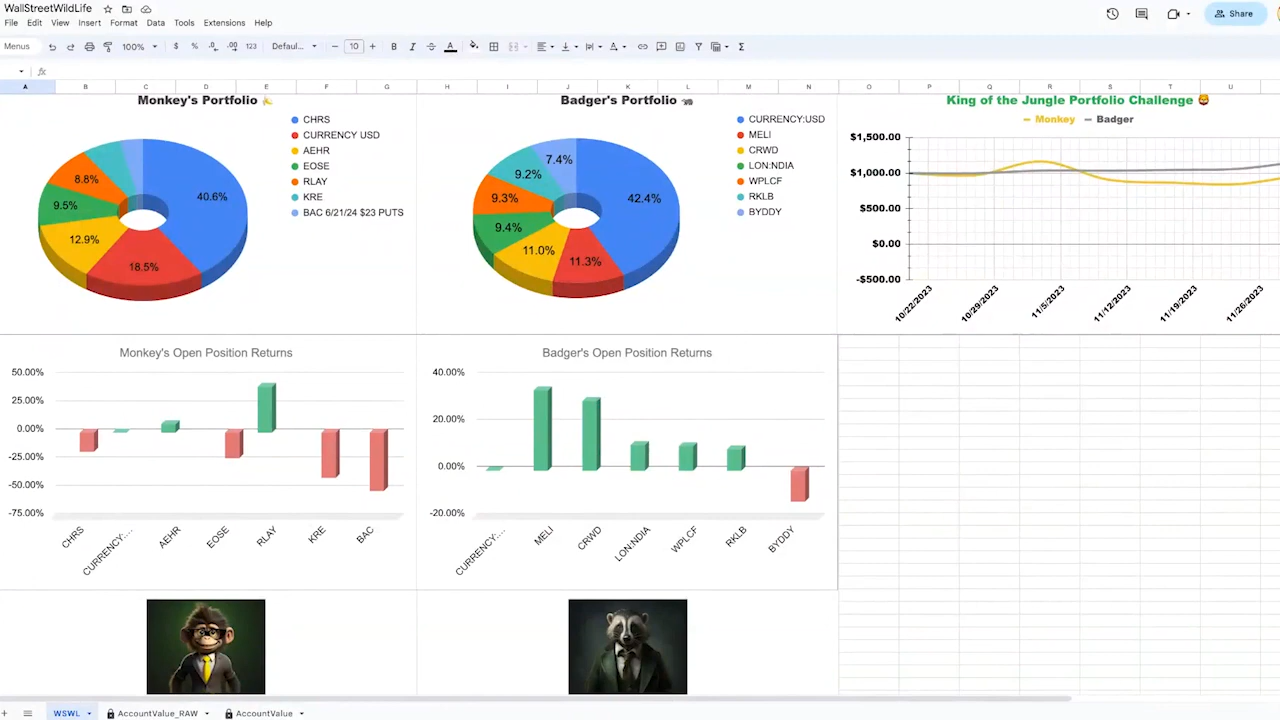 WallStreetWildLife
File Edit View Insert Format Data Tools Extensions Help
Share
Menus 100% $ % .0 .00 123 Defaul... 10 B I A
fx
A B C D E F G H I J K L M N O P Q R S T U
Monkey's Portfolio 🍌
CHRS
CURRENCY USD
AEHR
EOSE
RLAY
KRE
BAC 6/21/24 $23 PUTS
40.6%
18.5%
12.9%
9.5%
8.8%
Badger's Portfolio 🦡
CURRENCY:USD
MELI
CRWD
LON:NDIA
WPLCF
RKLB
BYDDY
42.4%
11.3%
11.0%
9.4%
9.3%
9.2%
7.4%
King of the Jungle Portfolio Challenge 🦁
Monkey Badger
$1,500.00
$1,000.00
$500.00
$0.00
-$500.00
10/22/2023 10/29/2023 11/5/2023 11/12/2023 11/19/2023 11/26/2023
Monkey's Open Position Returns
50.00%
25.00%
0.00%
-25.00%
-50.00%
-75.00%
CHRS CURRENCY:... AEHR EOSE RLAY KRE BAC
Badger's Open Position Returns
40.00%
20.00%
0.00%
-20.00%
CURRENCY:... MELI CRWD LON:NDIA WPLCF RKLB BYDDY
WSWL AccountValue_RAW AccountValue